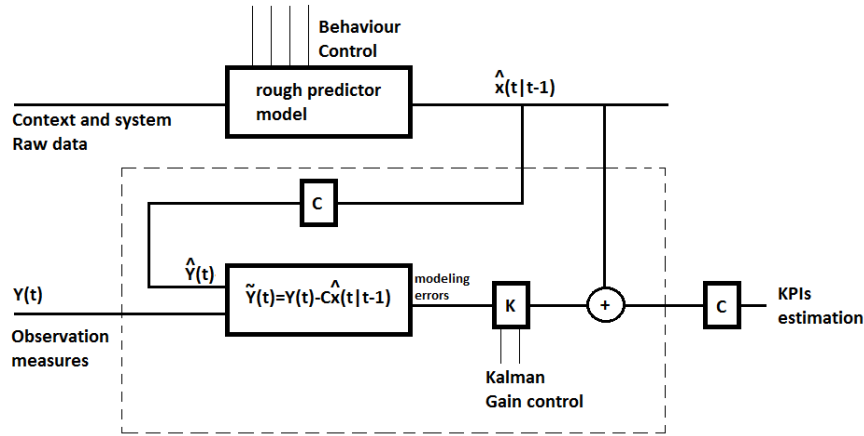 Behaviour
Control
rough predictor
model
x̂(t|t-1)
Context and system
Raw data
C
Ŷ(t)
Y(t)
Ỹ(t)=Y(t)-Cx̂(t|t-1)
modeling
errors
K
+
C
KPIs
estimation
Observation
measures
Kalman
Gain control